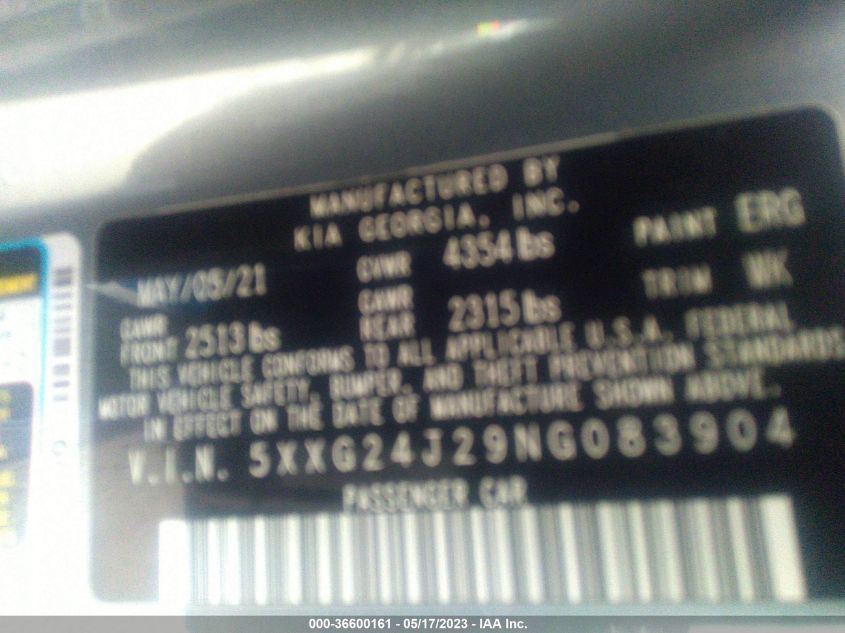 MANUFACTURED BY
KIA GEORGIA, INC.
MAY/05/21 GVWR 4354 lbs PAINT ERG
GAWR FRONT 2513 lbs GAWR REAR 2315 lbs TRIM WK
THIS VEHICLE CONFORMS TO ALL APPLICABLE U.S.A. FEDERAL
MOTOR VEHICLE SAFETY, BUMPER, AND THEFT PREVENTION STANDARDS
IN EFFECT ON THE DATE OF MANUFACTURE SHOWN ABOVE.
V.I.N. 5XXG24J29NG083904
PASSENGER CAR
000-36600161 - 05/17/2023 - IAA Inc.